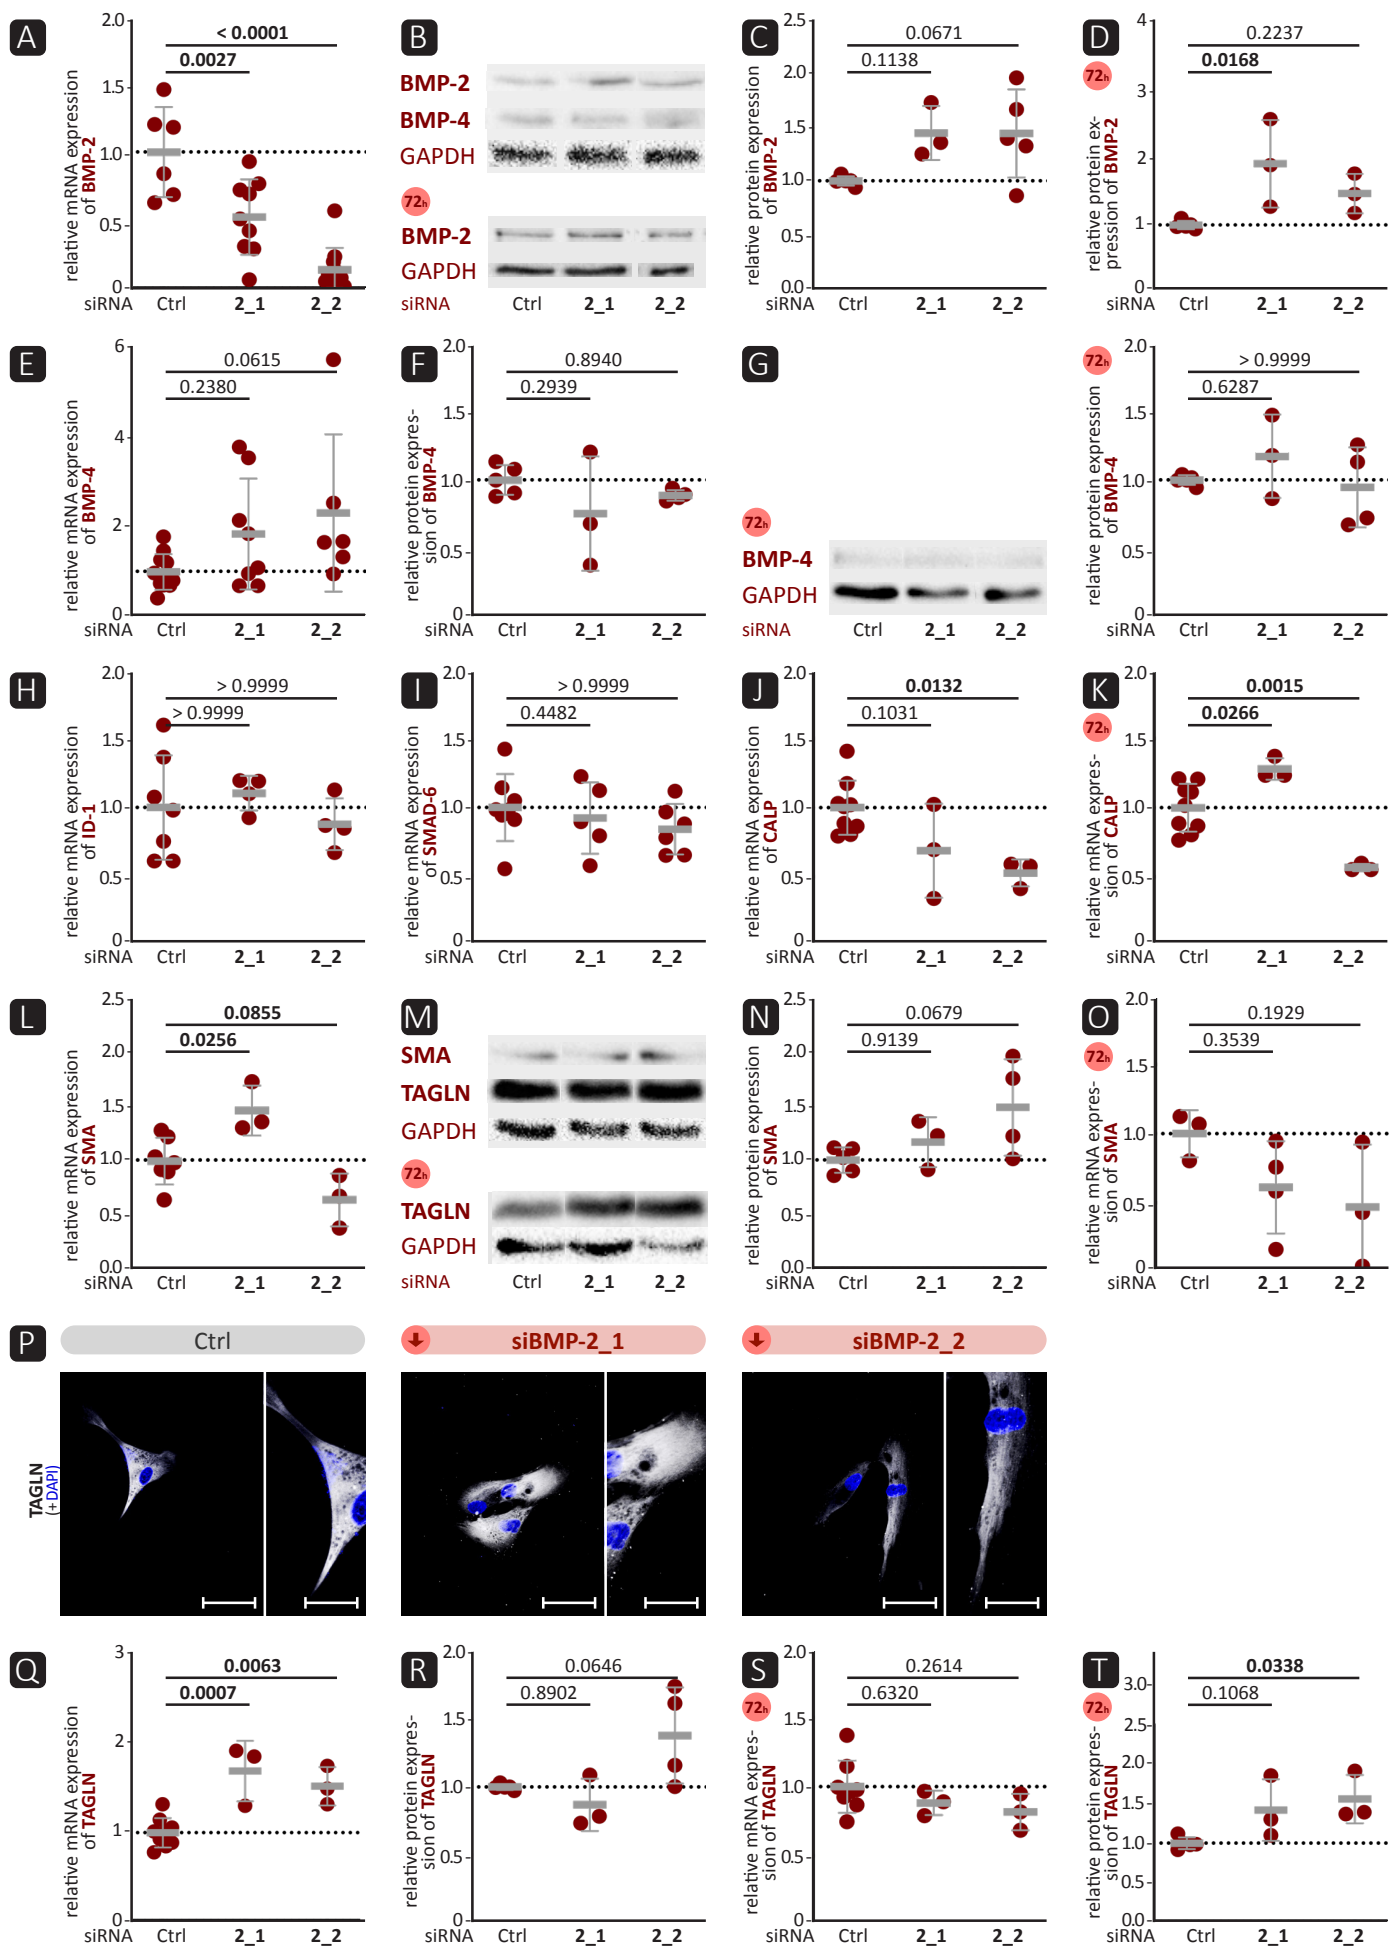 A
relative mRNA expression
of BMP-2
2.0
1.5
1.0
0.5
0
< 0.0001
0.0027
siRNA Ctrl 2_1 2_2
B
BMP-2
BMP-4
GAPDH
72h
BMP-2
GAPDH
siRNA Ctrl 2_1 2_2
C
relative protein expression
of BMP-2
2.5
2.0
1.5
1.0
0.5
0
0.0671
0.1138
siRNA Ctrl 2_1 2_2
D
72h
relative protein ex-
pression of BMP-2
4
3
2
1
0
0.2237
0.0168
siRNA Ctrl 2_1 2_2
E
relative mRNA expression
of BMP-4
6
4
2
0
0.0615
0.2380
siRNA Ctrl 2_1 2_2
F
relative protein expres-
sion of BMP-4
2.0
1.5
1.0
0.5
0
0.8940
0.2939
siRNA Ctrl 2_1 2_2
G
72h
BMP-4
GAPDH
siRNA Ctrl 2_1 2_2
72h
relative protein expression
of BMP-4
2.0
1.5
1.0
0.5
0
> 0.9999
0.6287
siRNA Ctrl 2_1 2_2
H
relative mRNA expression
of ID-1
2.0
1.5
1.0
0.5
0
> 0.9999
> 0.9999
siRNA Ctrl 2_1 2_2
I
relative mRNA expression
of SMAD-6
2.0
1.5
1.0
0.5
0
> 0.9999
0.4482
siRNA Ctrl 2_1 2_2
J
relative mRNA expression
of CALP
2.0
1.5
1.0
0.5
0
0.0132
0.1031
siRNA Ctrl 2_1 2_2
K
72h
relative mRNA expres-
sion of CALP
2.0
1.5
1.0
0.5
0
0.0015
0.0266
siRNA Ctrl 2_1 2_2
L
relative mRNA expression
of SMA
2.5
2.0
1.5
1.0
0.5
0.0
0.0855
0.0256
siRNA Ctrl 2_1 2_2
M
SMA
TAGLN
GAPDH
72h
TAGLN
GAPDH
siRNA Ctrl 2_1 2_2
N
relative protein expression
of SMA
2.5
2.0
1.5
1.0
0.5
0.0
0.0679
0.9139
siRNA Ctrl 2_1 2_2
O
72h
relative mRNA expres-
sion of SMA
2.0
1.5
1.0
0.5
0
0.1929
0.3539
siRNA Ctrl 2_1 2_2
P
Ctrl
siBMP-2_1
siBMP-2_2
TAGLN
(+ DAPI)
Q
relative mRNA expression
of TAGLN
3
2
1
0
0.0063
0.0007
siRNA Ctrl 2_1 2_2
R
relative protein expres-
sion of TAGLN
2.0
1.5
1.0
0.5
0
0.0646
0.8902
siRNA Ctrl 2_1 2_2
S
72h
relative mRNA expres-
sion of TAGLN
2.0
1.5
1.0
0.5
0
0.2614
0.6320
siRNA Ctrl 2_1 2_2
T
72h
relative protein expres-
sion of TAGLN
3.0
2.5
2.0
1.5
1.0
0.5
0.0
0.0338
0.1068
siRNA Ctrl 2_1 2_2